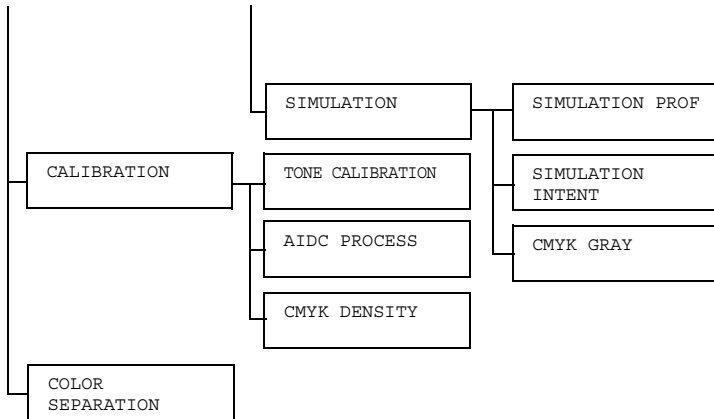 SIMULATION
SIMULATION PROF
CALIBRATION
TONE CALIBRATION
SIMULATION
INTENT
AIDC PROCESS
CMYK GRAY
CMYK DENSITY
COLOR
SEPARATION